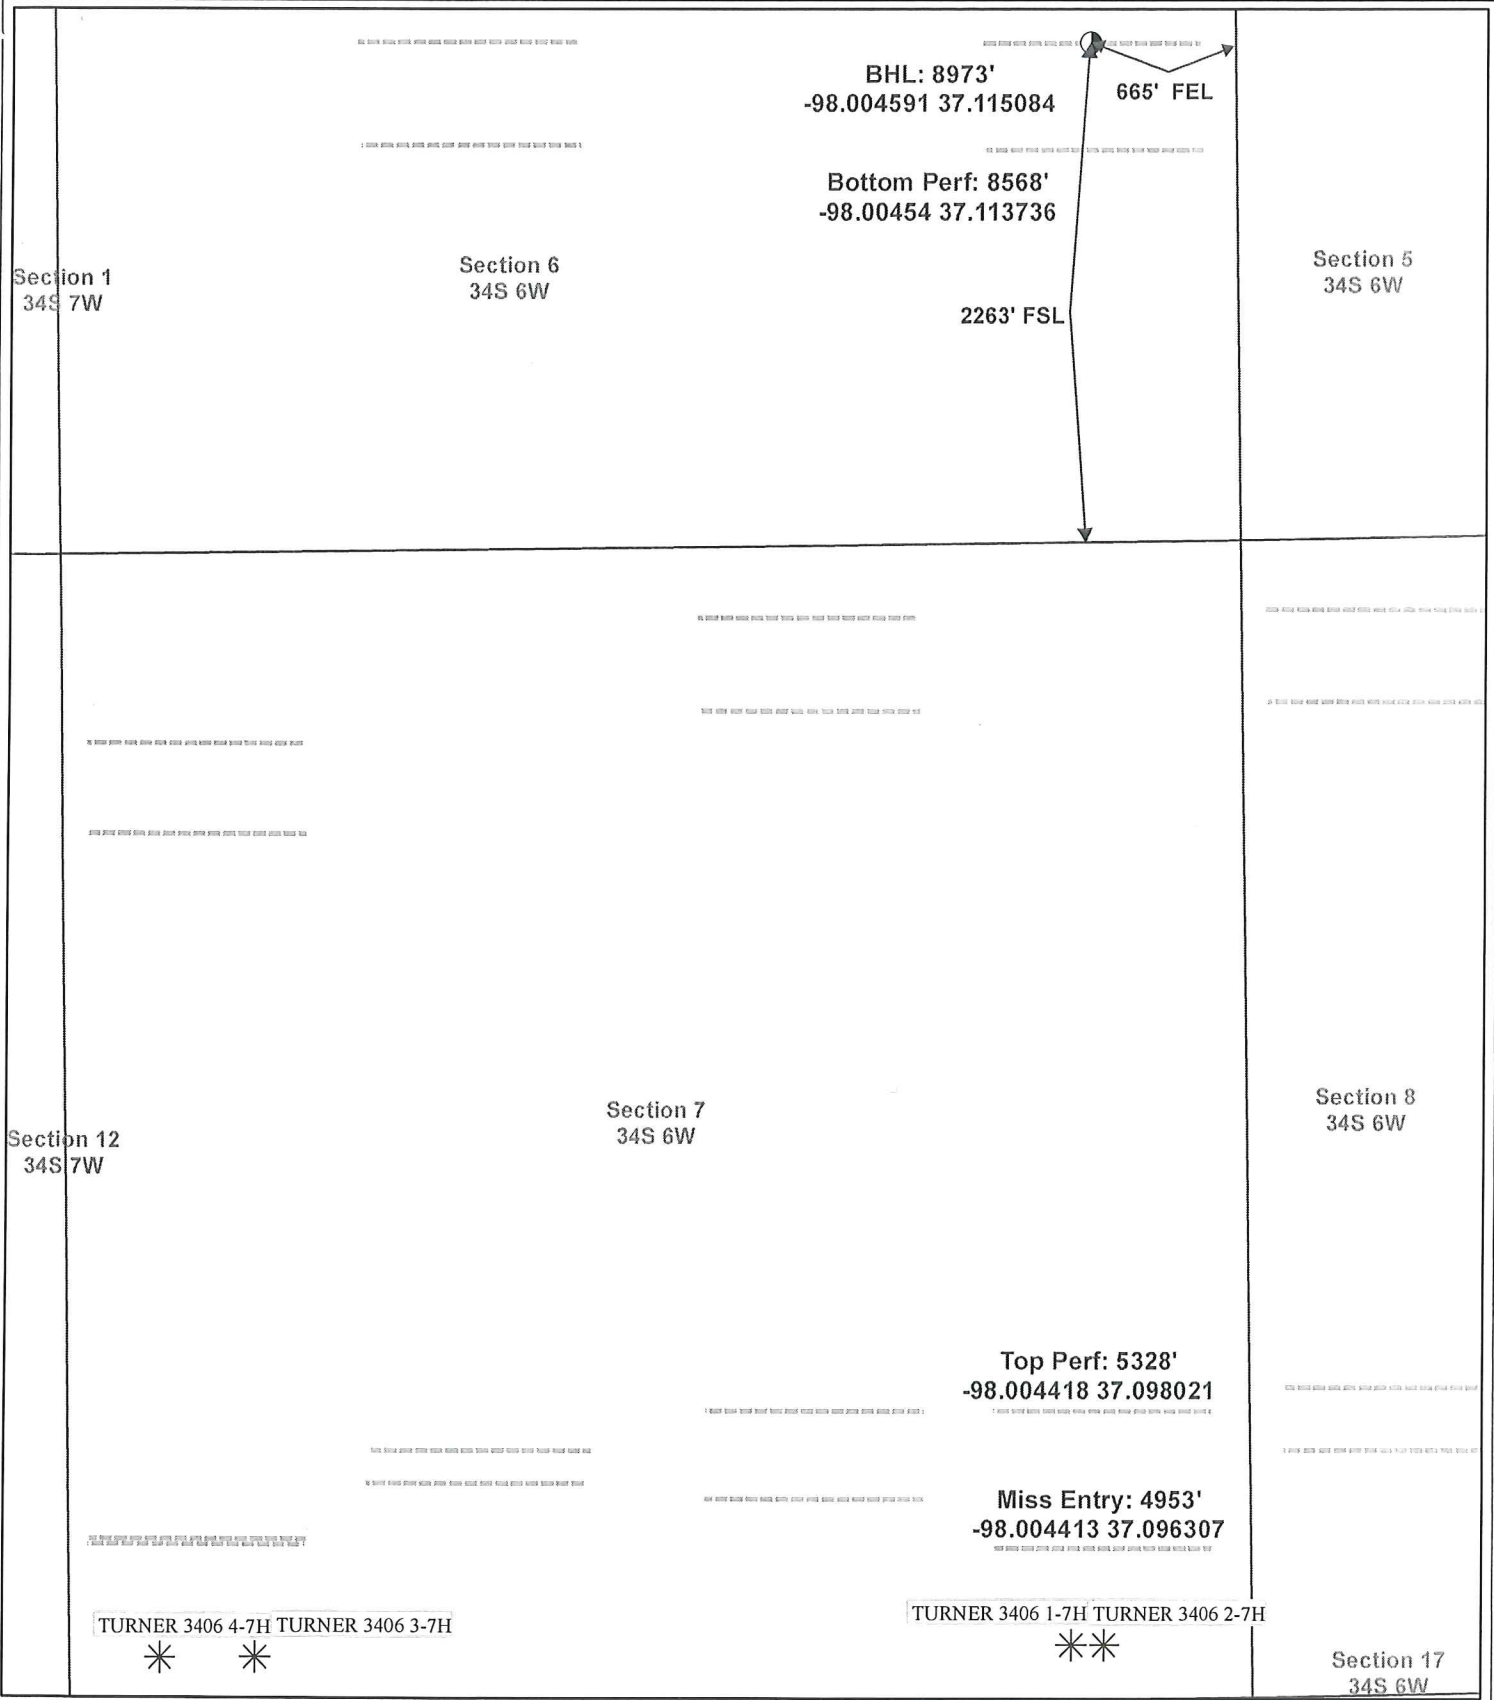 BHL: 8973'
-98.004591 37.115084
665' FEL
Bottom Perf: 8568'
-98.00454 37.113736
Section 1
34S 7W
Section 6
34S 6W
Section 5
34S 6W
2263' FSL
Section 7
34S 6W
Section 8
34S 6W
Section 12
34S 7W
Top Perf: 5328'
-98.004418 37.098021
Miss Entry: 4953'
-98.004413 37.096307
TURNER 3406 4-7H
TURNER 3406 3-7H
TURNER 3406 1-7H
TURNER 3406 2-7H
Section 17
34S 6W